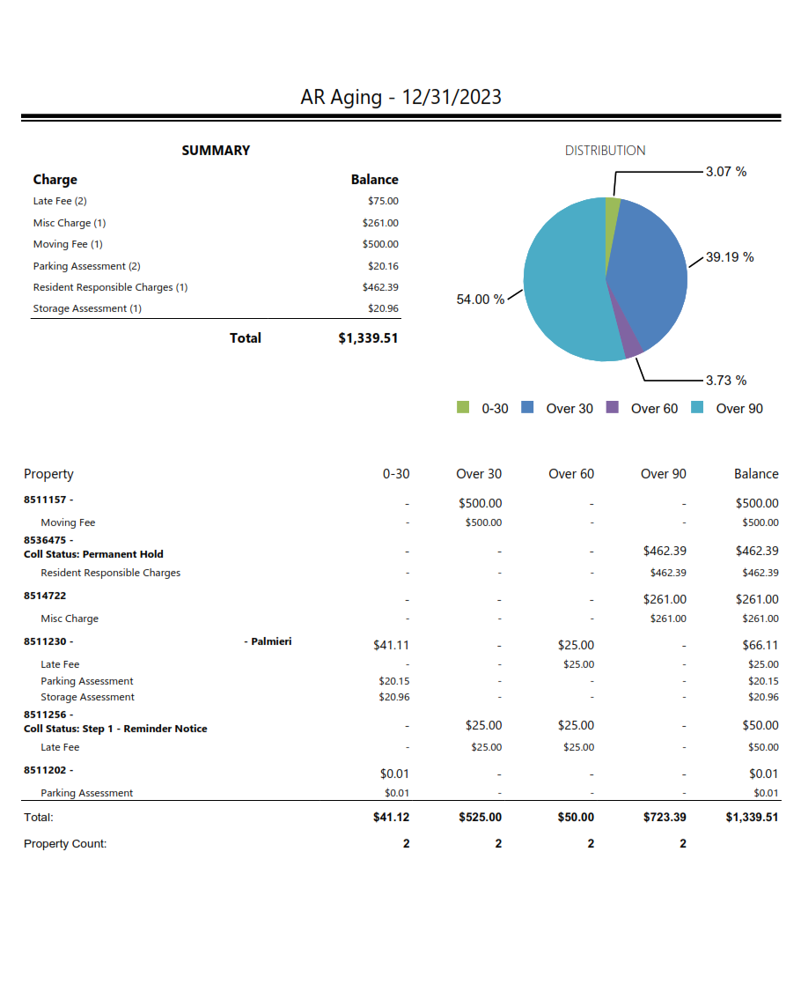 AR Aging - 12/31/2023
SUMMARY
Charge Balance
Late Fee (2) $75.00
Misc Charge (1) $261.00
Moving Fee (1) $500.00
Parking Assessment (2) $20.16
Resident Responsible Charges (1) $462.39
Storage Assessment (1) $20.96
Total $1,339.51
DISTRIBUTION
3.07 %
39.19 %
54.00 %
3.73 %
0-30 Over 30 Over 60 Over 90
Property 0-30 Over 30 Over 60 Over 90 Balance
8511157 -
- $500.00 - - $500.00
Moving Fee - $500.00 - - $500.00
8536475 -
Coll Status: Permanent Hold - - - $462.39 $462.39
Resident Responsible Charges - - - $462.39 $462.39
8514722
- - - $261.00 $261.00
Misc Charge - - - $261.00 $261.00
8511230 - - Palmieri $41.11 - $25.00 - $66.11
Late Fee - - $25.00 - $25.00
Parking Assessment $20.15 - - - $20.15
Storage Assessment $20.96 - - - $20.96
8511256 -
Coll Status: Step 1 - Reminder Notice - $25.00 $25.00 - $50.00
Late Fee - $25.00 $25.00 - $50.00
8511202 - $0.01 - - - $0.01
Parking Assessment $0.01 - - - $0.01
Total: $41.12 $525.00 $50.00 $723.39 $1,339.51
Property Count: 2 2 2 2